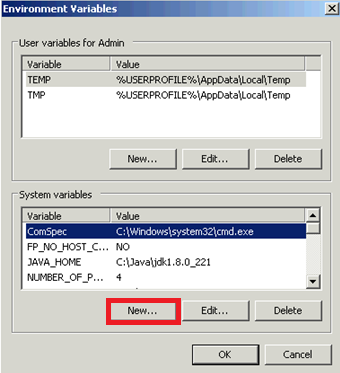 Environment Variables
User variables for Admin
Variable Value
TEMP %USERPROFILE%\AppData\Local\Temp
TMP %USERPROFILE%\AppData\Local\Temp
New... Edit... Delete
System variables
Variable Value
ComSpec C:\Windows\system32\cmd.exe
FP_NO_HOST_C... NO
JAVA_HOME C:\Java\jdk1.8.0_221
NUMBER_OF_P... 4
New... Edit... Delete
OK Cancel